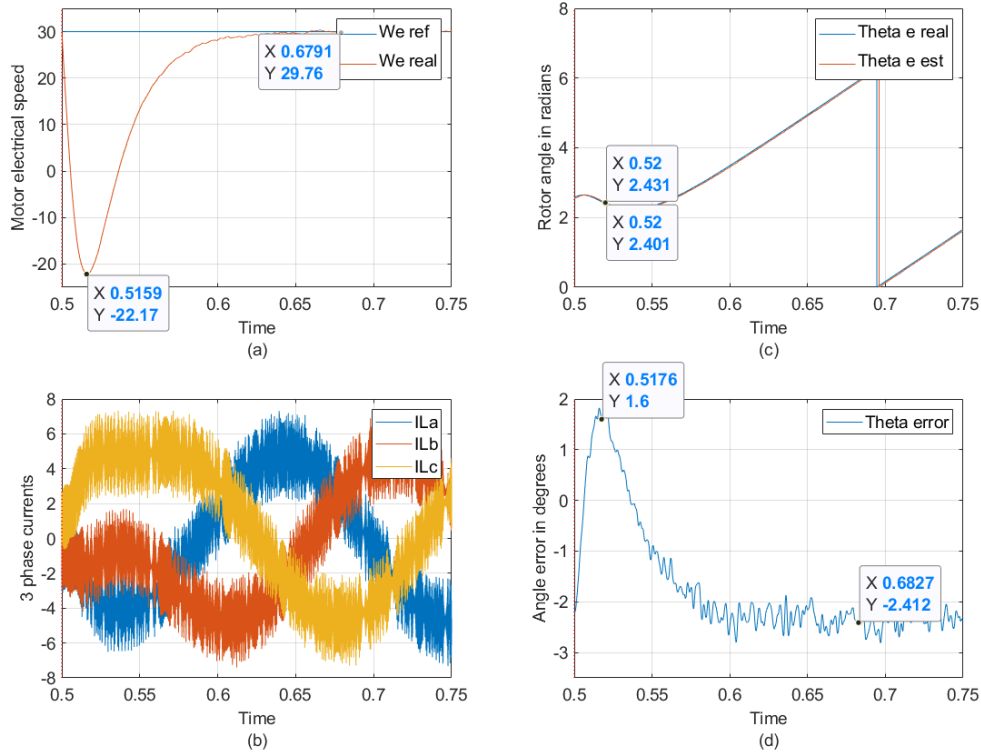 30
20
10
0
-10
-20
We ref
We real
X 0.6791
Y 29.76
X 0.5159
Y -22.17
0.5
0.55
0.6
0.65
0.7
0.75
Motor electrical speed
Time
(a)
8
6
4
2
0
Theta e real
Theta e est
X 0.52
Y 2.431
X 0.52
Y 2.401
0.5
0.55
0.6
0.65
0.7
0.75
Rotor angle in radians
Time
(c)
8
6
4
2
0
-2
-4
-6
-8
ILa
ILb
ILc
0.5
0.55
0.6
0.65
0.7
0.75
3 phase currents
Time
(b)
2
1
0
-1
-2
-3
X 0.5176
Y 1.6
Theta error
X 0.6827
Y -2.412
0.5
0.55
0.6
0.65
0.7
0.75
Angle error in degrees
Time
(d)